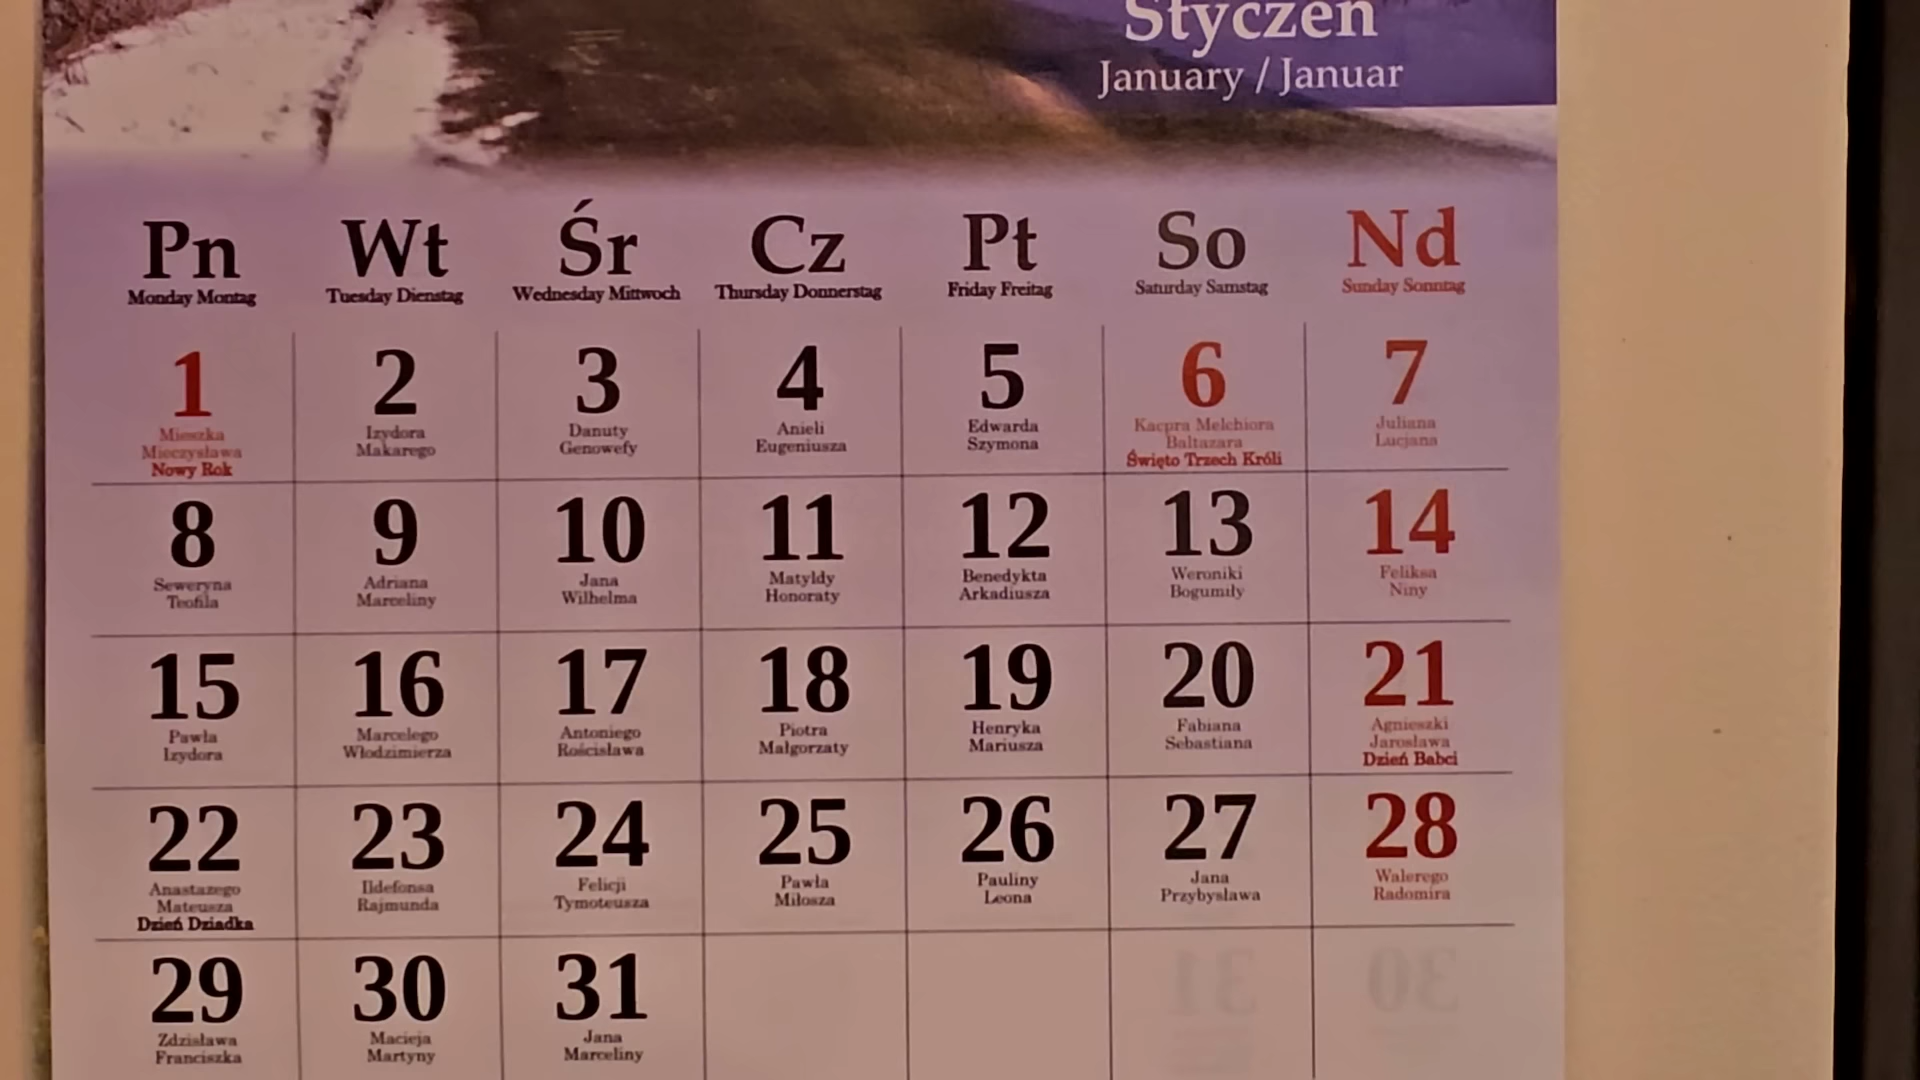 Styczeń
January / Januar
Pn Wt Śr Cz Pt So Nd
Monday Montag Tuesday Dienstag Wednesday Mittwoch Thursday Donnerstag Friday Freitag Saturday Samstag Sunday Sonntag
1 2 3 4 5 6 7
Mieszka Izydora Danuty Anieli Edwarda Kacpra Melchiora Juliana
Mieczysława Makarego Genowefy Eugeniusza Szymona Baltazara Lucjana
Nowy Rok Święto Trzech Króli
8 9 10 11 12 13 14
Seweryna Adriana Jana Matyldy Benedykta Weroniki Feliksa
Teofila Marceliny Wilhelma Honoraty Arkadiusza Bogumiły Niny
15 16 17 18 19 20 21
Pawła Marcelego Antoniego Piotra Henryka Fabiana Agnieszki
Izydora Włodzimierza Rościsława Małgorzaty Mariusza Sebastiana Jarosława
Dzień Babci
22 23 24 25 26 27 28
Anastazego Ildefonsa Felicji Pawła Pauliny Jana Walerego
Mateusza Rajmunda Tymoteusza Miłosza Leona Przybysława Radomira
Dzień Dziadka
29 30 31
Zdzisława Macieja Jana
Franciszka Martyny Marceliny